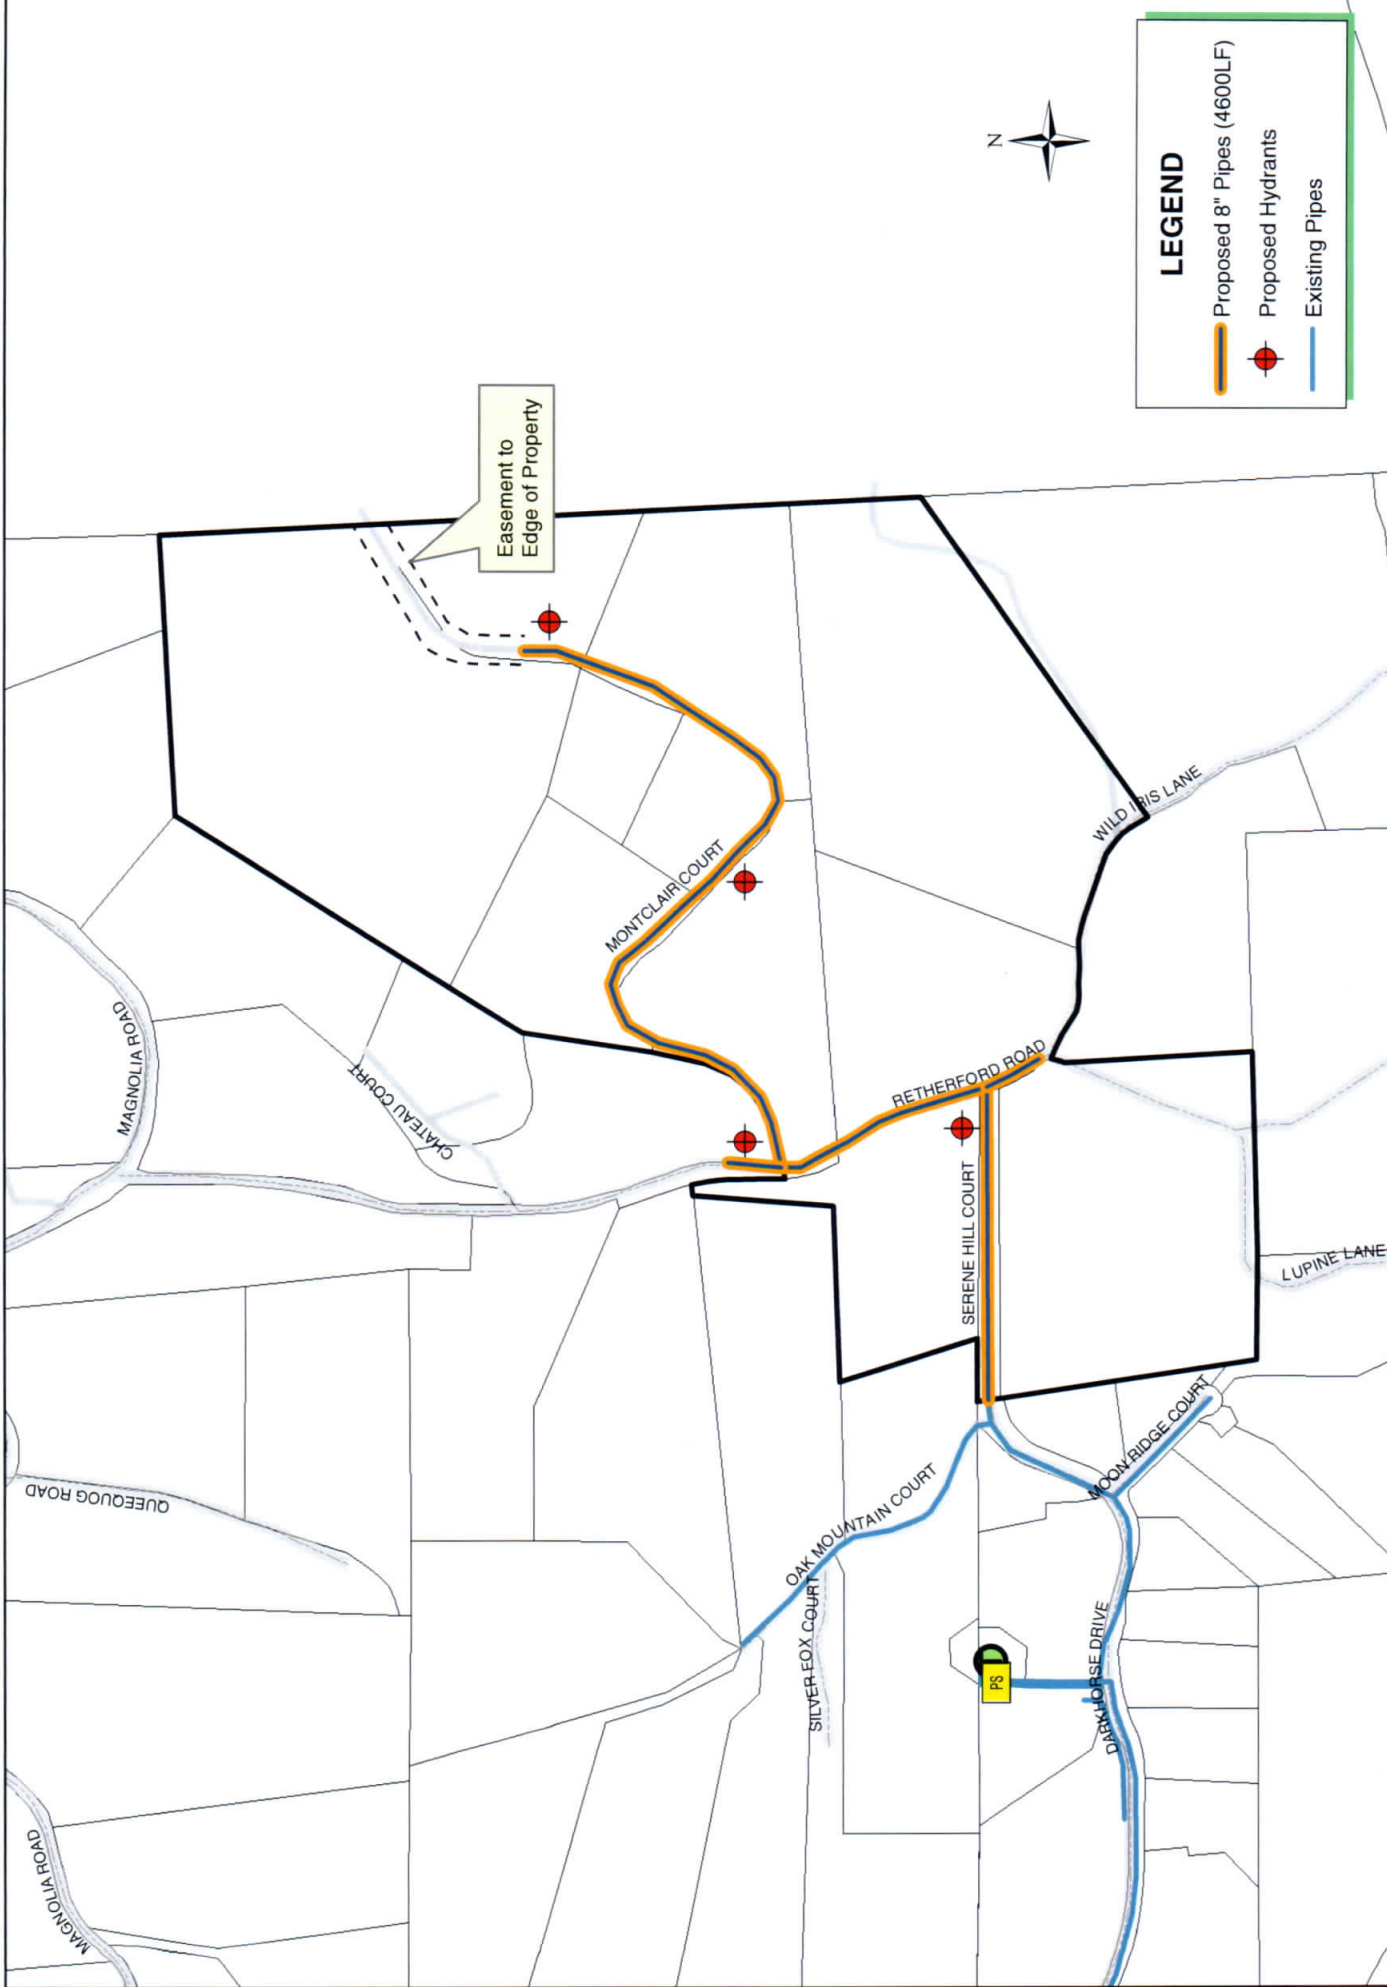 MAGNOLIA ROAD
QUEEQUOG ROAD
MAGNOLIA ROAD
CHATEAU COURT
Easement to
Edge of Property
MONTCLAIR COURT
SILVER FOX COURT
OAK MOUNTAIN COURT
RETHERFORD ROAD
SERENE HILL COURT
WILD IRIS LANE
PS
DARKHORSE DRIVE
MOON RIDGE COURT
LUPINE LANE
N
LEGEND
Proposed 8" Pipes (4600LF)
Proposed Hydrants
Existing Pipes